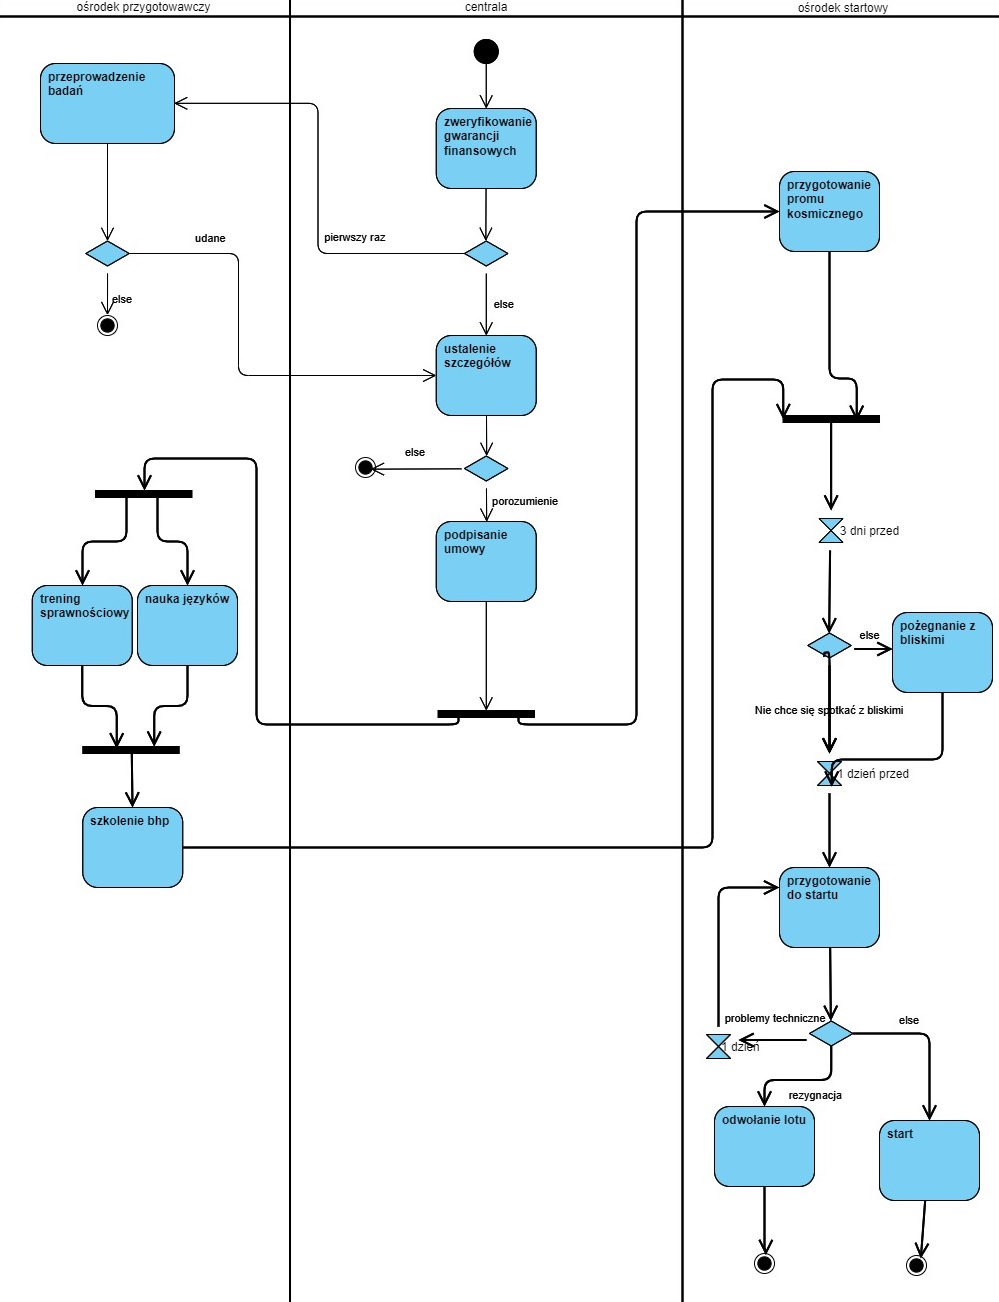 ośrodek przygotowawczy
centrala
ośrodek startowy
przeprowadzenie
badań
zweryfikowanie
gwarancji
finansowych
przygotowanie
promu
kosmicznego
udane
pierwszy raz
else
else
ustalenie
szczegółów
else
porozumienie
podpisanie
umowy
3 dni przed
trening
sprawnościowy
nauka języków
else
pożegnanie z
bliskimi
Nie chce się spotkać z bliskimi
1 dzień przed
szkolenie bhp
przygotowanie
do startu
problemy techniczne
else
1 dzień
rezygnacja
odwołanie lotu
start